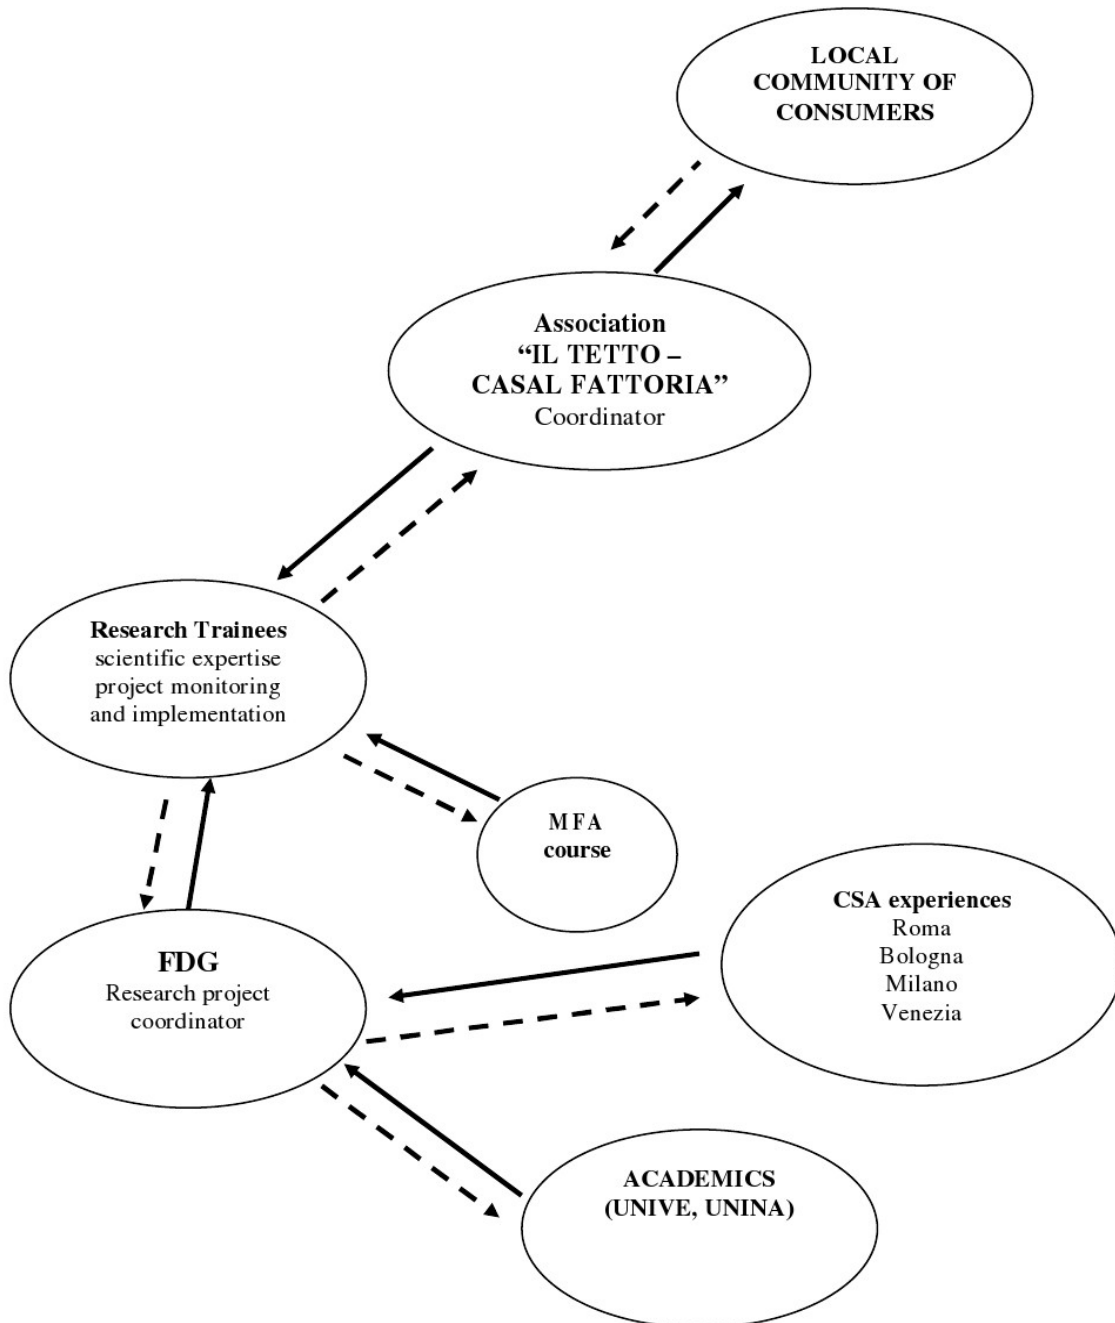 LOCAL
COMMUNITY OF
CONSUMERS
Association
“IL TETTO –
CASAL FATTORIA”
Coordinator
Research Trainees
scientific expertise
project monitoring
and implementation
MFA
course
CSA experiences
Roma
Bologna
Milano
Venezia
FDG
Research project
coordinator
ACADEMICS
(UNIVE, UNINA)